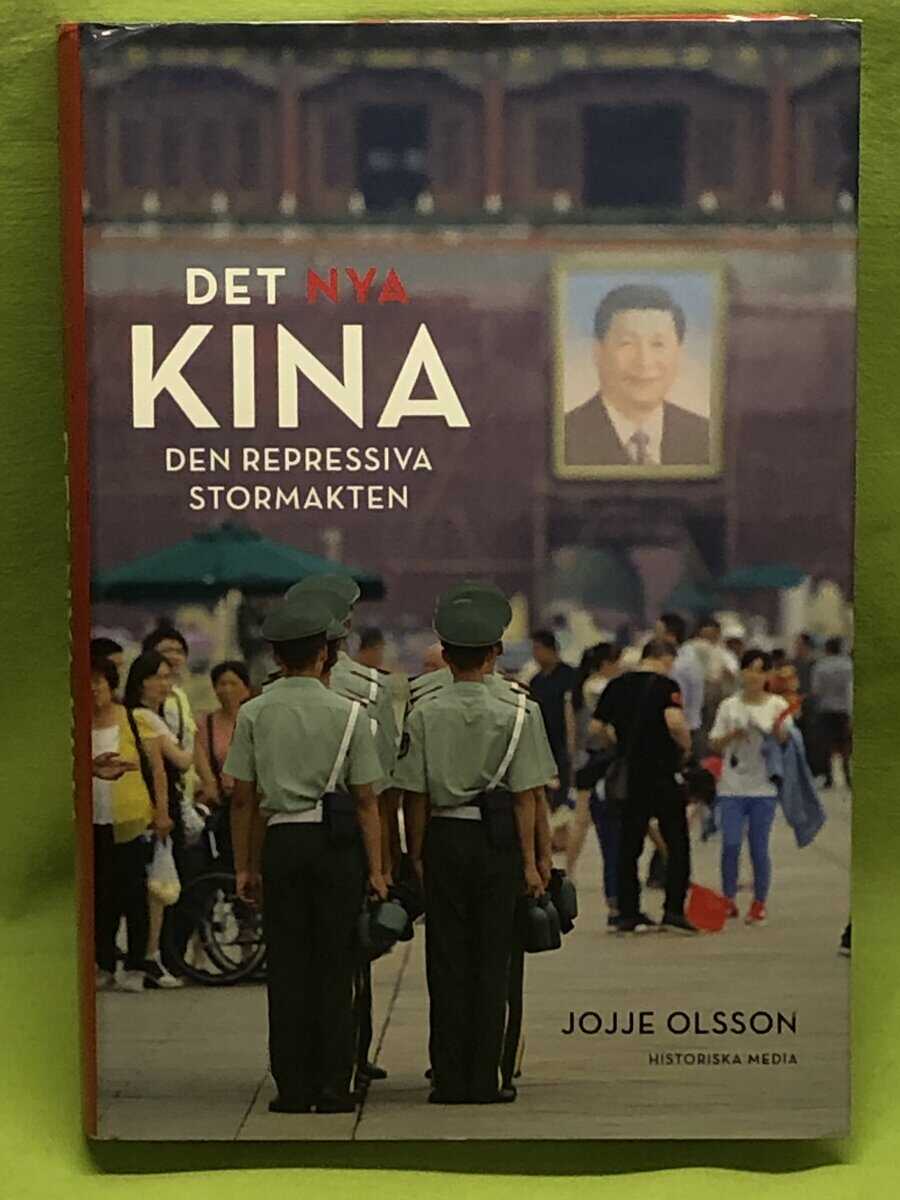 DET NYA
KINA
DEN REPRESSIVA
STORMAKTEN
JOJJE OLSSON
HISTORISKA MEDIA